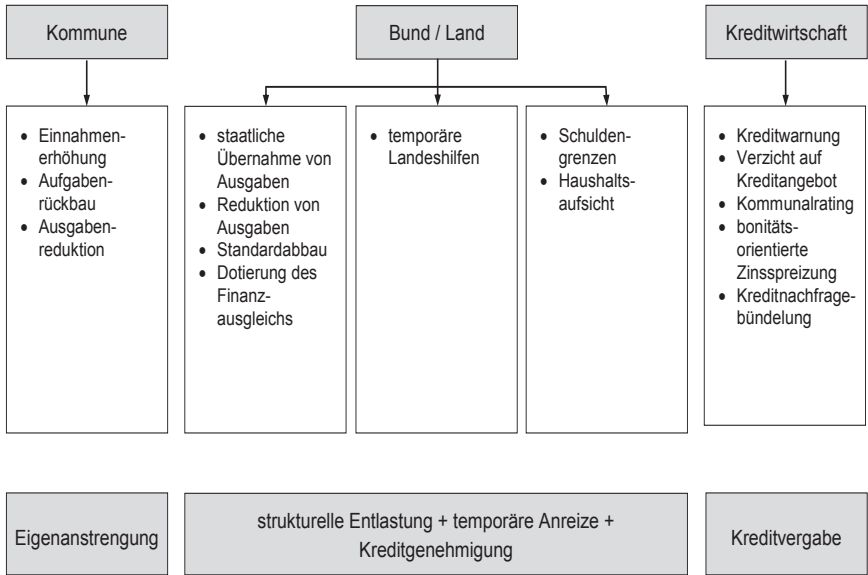 Kommune
Bund / Land
Kreditwirtschaft
• Einnahmen-
erhöhung
• Aufgaben-
rückbau
• Ausgaben-
reduktion
• staatliche
Übernahme von
Ausgaben
• Reduktion von
Ausgaben
• Standardabbau
• Dotierung des
Finanz-
ausgleichs
• temporäre
Landeshilfen
• Schulden-
grenzen
• Haushalts-
aufsicht
• Kreditwarnung
• Verzicht auf
Kreditangebot
• Kommunalrating
• bonitäts-
orientierte
Zinsspreizung
• Kreditnachfrage-
bündelung
Eigenanstrengung
strukturelle Entlastung + temporäre Anreize +
Kreditgenehmigung
Kreditvergabe